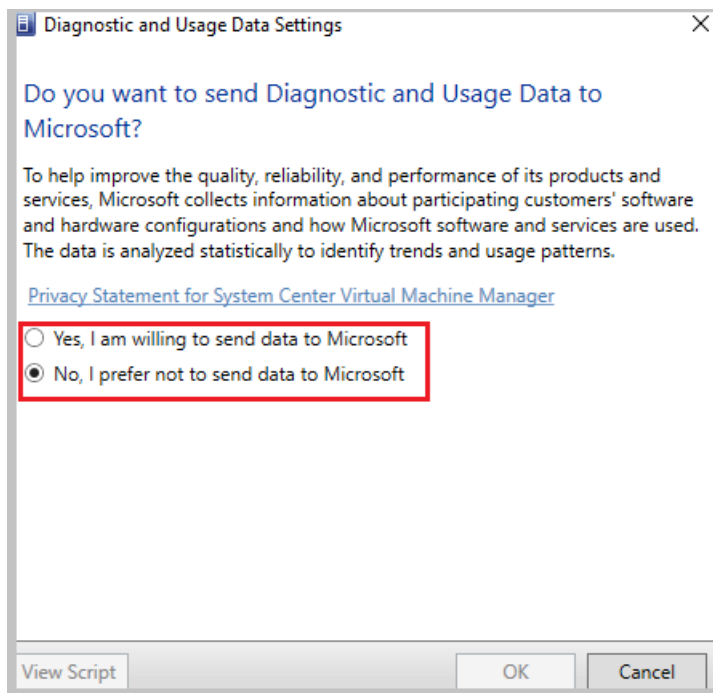 Diagnostic and Usage Data Settings
Do you want to send Diagnostic and Usage Data to
Microsoft?
To help improve the quality, reliability, and performance of its products and
services, Microsoft collects information about participating customers' software
and hardware configurations and how Microsoft software and services are used.
The data is analyzed statistically to identify trends and usage patterns.
Privacy Statement for System Center Virtual Machine Manager
Yes, I am willing to send data to Microsoft
No, I prefer not to send data to Microsoft
View Script OK Cancel